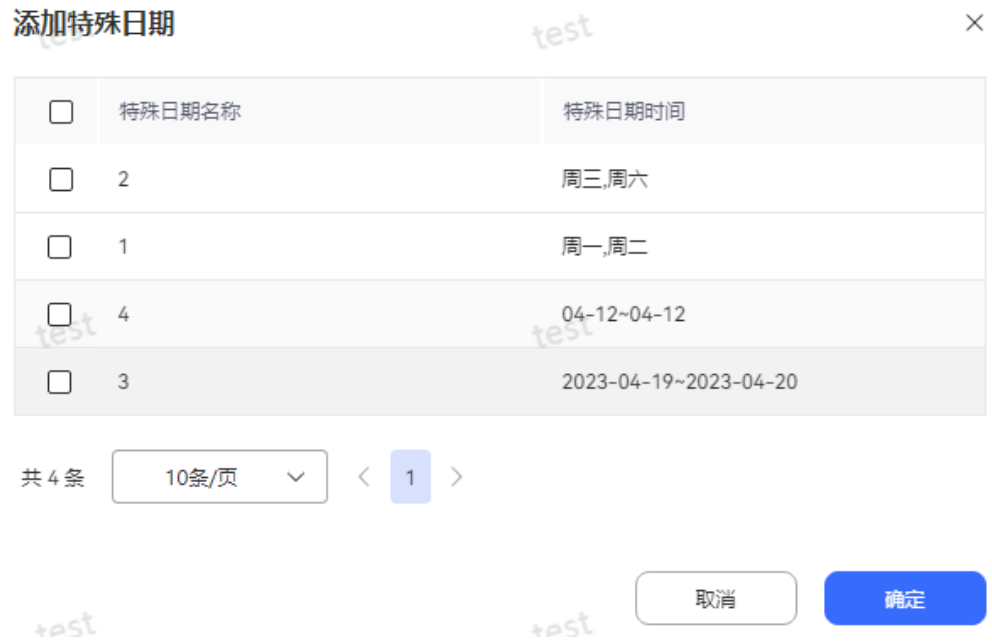 添加特殊日期
test
test
特殊日期名称 特殊日期时间
2 周三,周六
1 周一,周二
4 04-12~04-12
test
test
3 2023-04-19~2023-04-20
共 4 条 10条/页 1
取消 确定
test
test